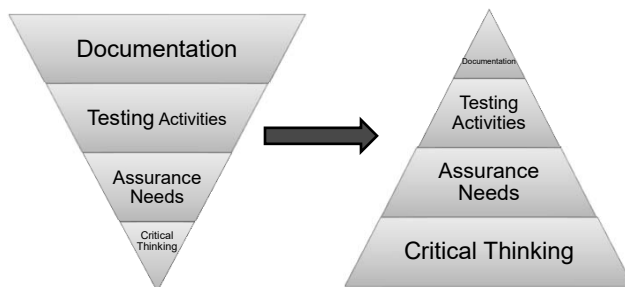 Documentation
Testing Activities
Assurance
Needs
Critical
Thinking
Documentation
Testing
Activities
Assurance
Needs
Critical Thinking